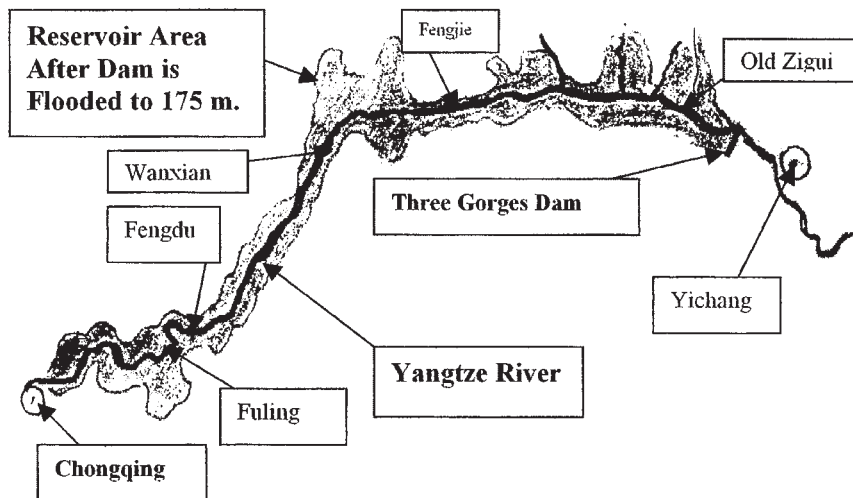 Reservoir Area
After Dam is
Flooded to 175 m.
Fengjie
Old Zigui
Wanxian
Three Gorges Dam
Fengdu
Yichang
Yangtze River
Fuling
Chongqing